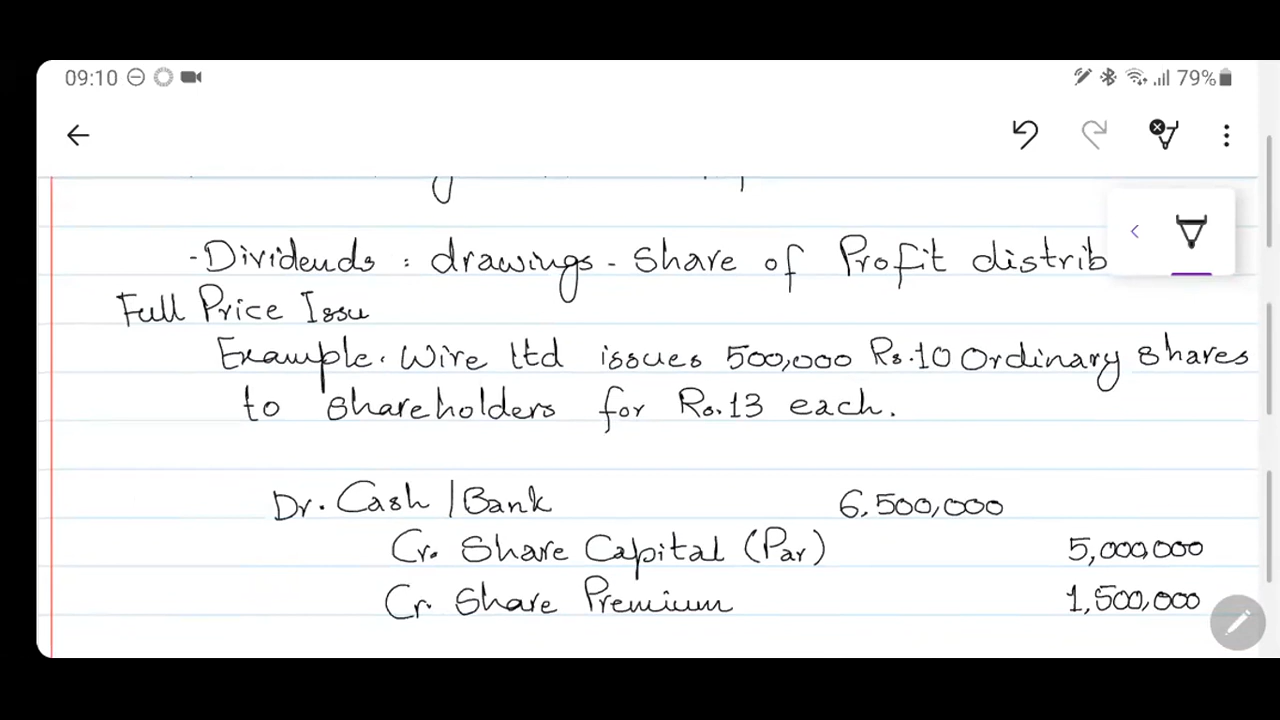 09:10 79%
-Dividends : drawings - Share of Profit distrib
Full Price Issu
Example. Wire ltd issues 500,000 Rs.10 Ordinary shares
to shareholders for Rs.13 each.
Dr. Cash / Bank 6,500,000
Cr. Share Capital (Par) 5,000,000
Cr. Share Premium 1,500,000